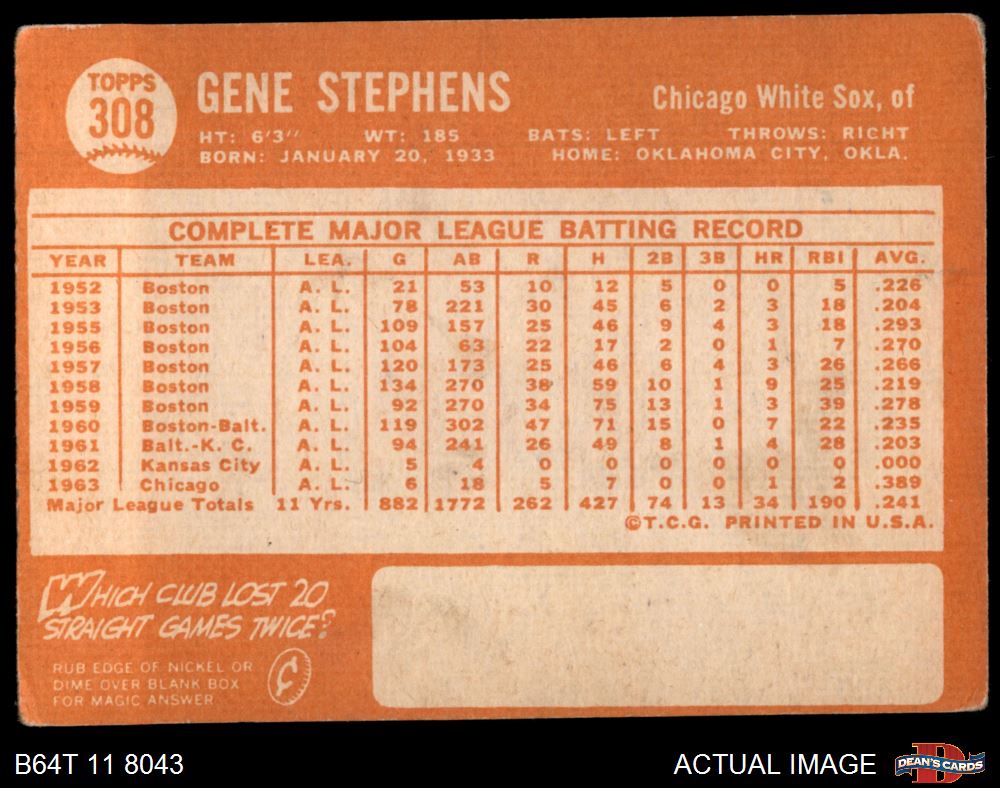 TOPPS
308
GENE STEPHENS
Chicago White Sox, of
HT: 6'3" WT: 185 BATS: LEFT THROWS: RIGHT
BORN: JANUARY 20, 1933 HOME: OKLAHOMA CITY, OKLA.
COMPLETE MAJOR LEAGUE BATTING RECORD
YEAR TEAM LEA. G AB R H 2B 3B HR RBI AVG.
1952 Boston A. L. 21 53 10 12 5 0 0 5 .226
1953 Boston A. L. 78 221 30 45 6 2 3 18 .204
1955 Boston A. L. 109 157 25 46 9 4 3 18 .293
1956 Boston A. L. 104 63 22 17 2 0 1 7 .270
1957 Boston A. L. 120 173 25 46 6 4 3 26 .266
1958 Boston A. L. 134 270 38 59 10 1 9 25 .219
1959 Boston A. L. 92 270 34 75 13 1 3 39 .278
1960 Boston-Balt. A. L. 119 302 47 71 15 0 7 22 .235
1961 Balt.-K. C. A. L. 94 241 26 49 8 1 4 28 .203
1962 Kansas City A. L. 5 4 0 0 0 0 0 0 .000
1963 Chicago A. L. 6 18 5 7 0 0 1 2 .389
Major League Totals 11 Yrs. 882 1772 262 427 74 13 34 190 .241
©T.C.G. PRINTED IN U.S.A.
WHICH CLUB LOST 20
STRAIGHT GAMES TWICE?
RUB EDGE OF NICKEL OR
DIME OVER BLANK BOX
FOR MAGIC ANSWER
B64T 11 8043
ACTUAL IMAGE
D
DEAN'S CARDS